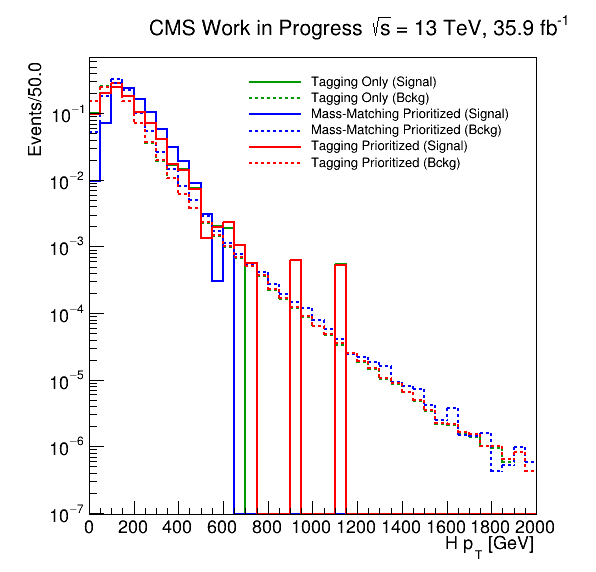 CMS Work in Progress √s = 13 TeV, 35.9 fb⁻¹
Events/50.0
Tagging Only (Signal)
Tagging Only (Bckg)
Mass-Matching Prioritized (Signal)
Mass-Matching Prioritized (Bckg)
Tagging Prioritized (Signal)
Tagging Prioritized (Bckg)
10⁻¹
10⁻²
10⁻³
10⁻⁴
10⁻⁵
10⁻⁶
10⁻⁷
0 200 400 600 800 1000 1200 1400 1600 1800 2000
H p_T [GeV]